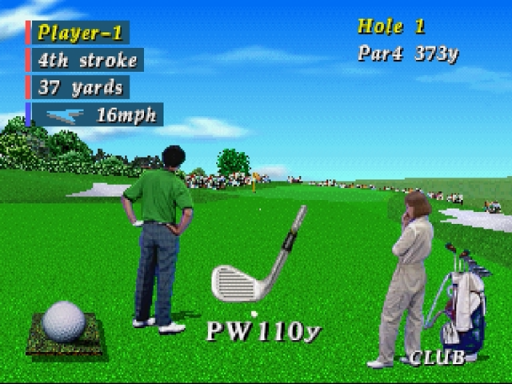 Player-1
4th stroke
37 yards
16mph
Hole 1
Par4 373y
PW110y
CLUB